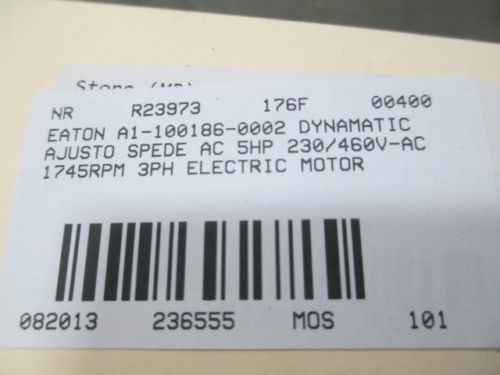 Stone
NR R23973 176F 00400
EATON A1-100186-0002 DYNAMATIC
AJUSTO SPEDE AC 5HP 230/460V-AC
1745RPM 3PH ELECTRIC MOTOR
082013 236555 MOS 101